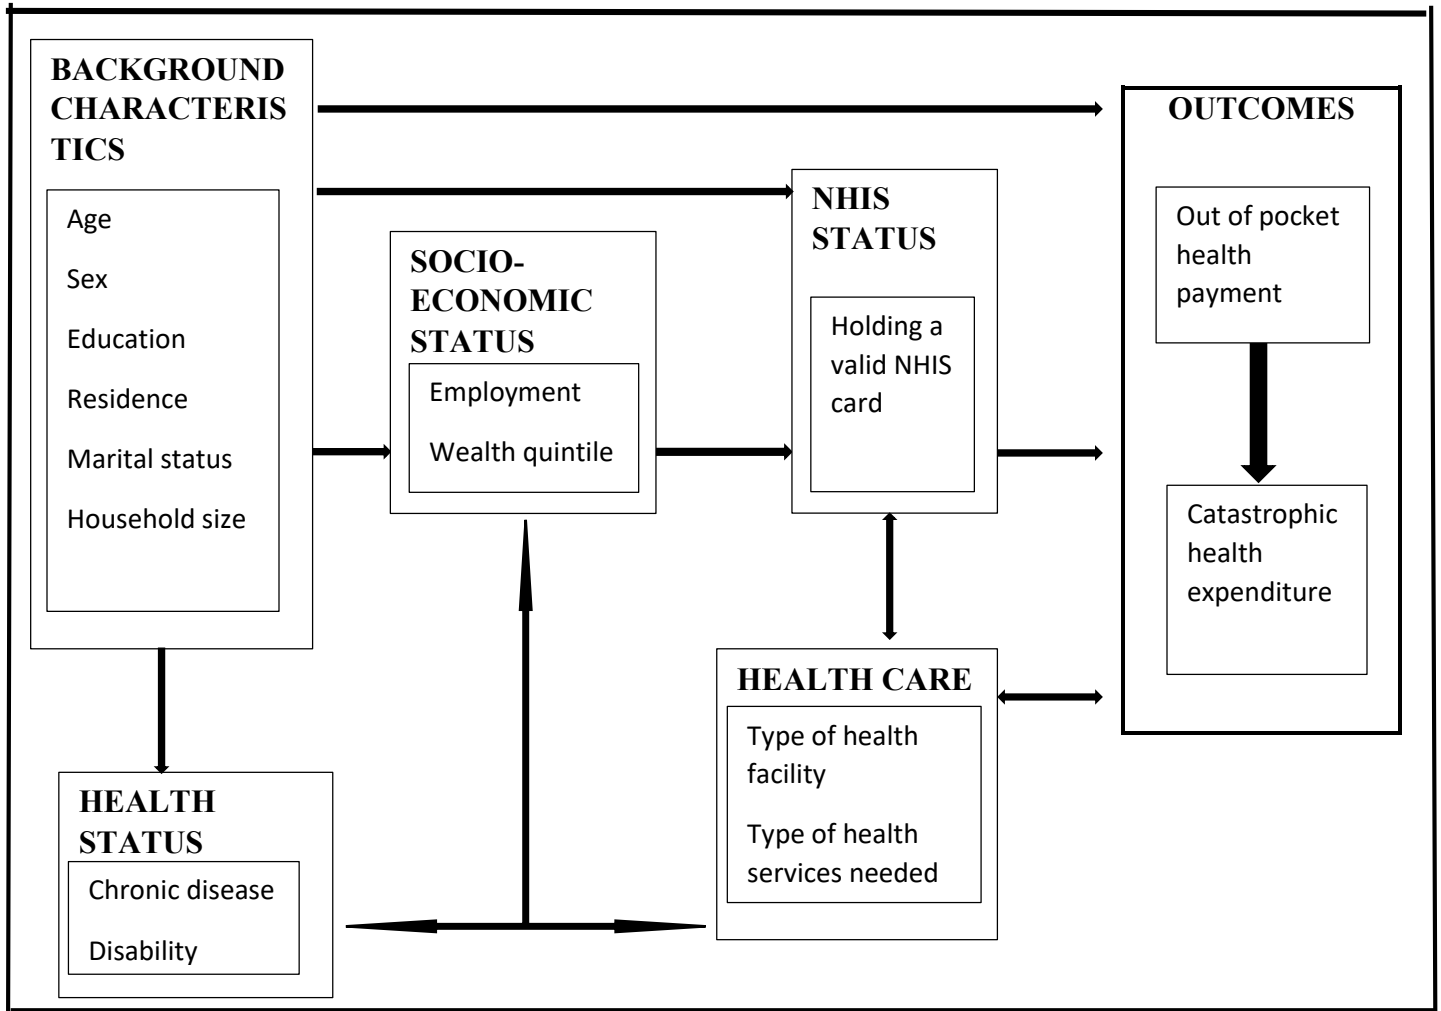 BACKGROUND
CHARACTERIS
TICS
Age
Sex
Education
Residence
Marital status
Household size
SOCIO-
ECONOMIC
STATUS
Employment
Wealth quintile
NHIS
STATUS
Holding a
valid NHIS
card
OUTCOMES
Out of pocket
health
payment
Catastrophic
health
expenditure
HEALTH
STATUS
Chronic disease
Disability
HEALTH CARE
Type of health
facility
Type of health
services needed